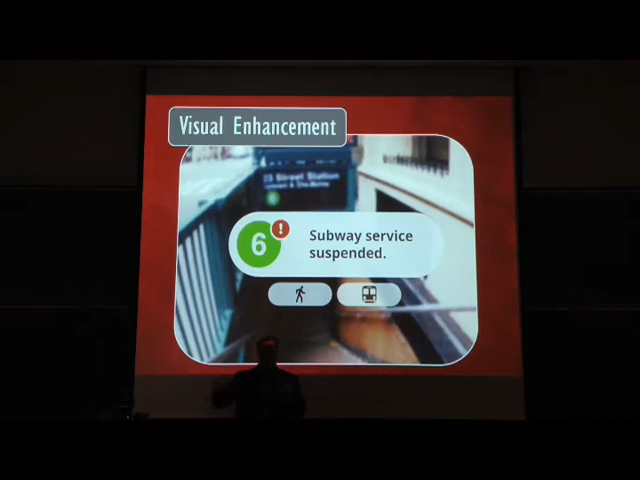 Visual Enhancement
Street Station
6
!
Subway service
suspended.